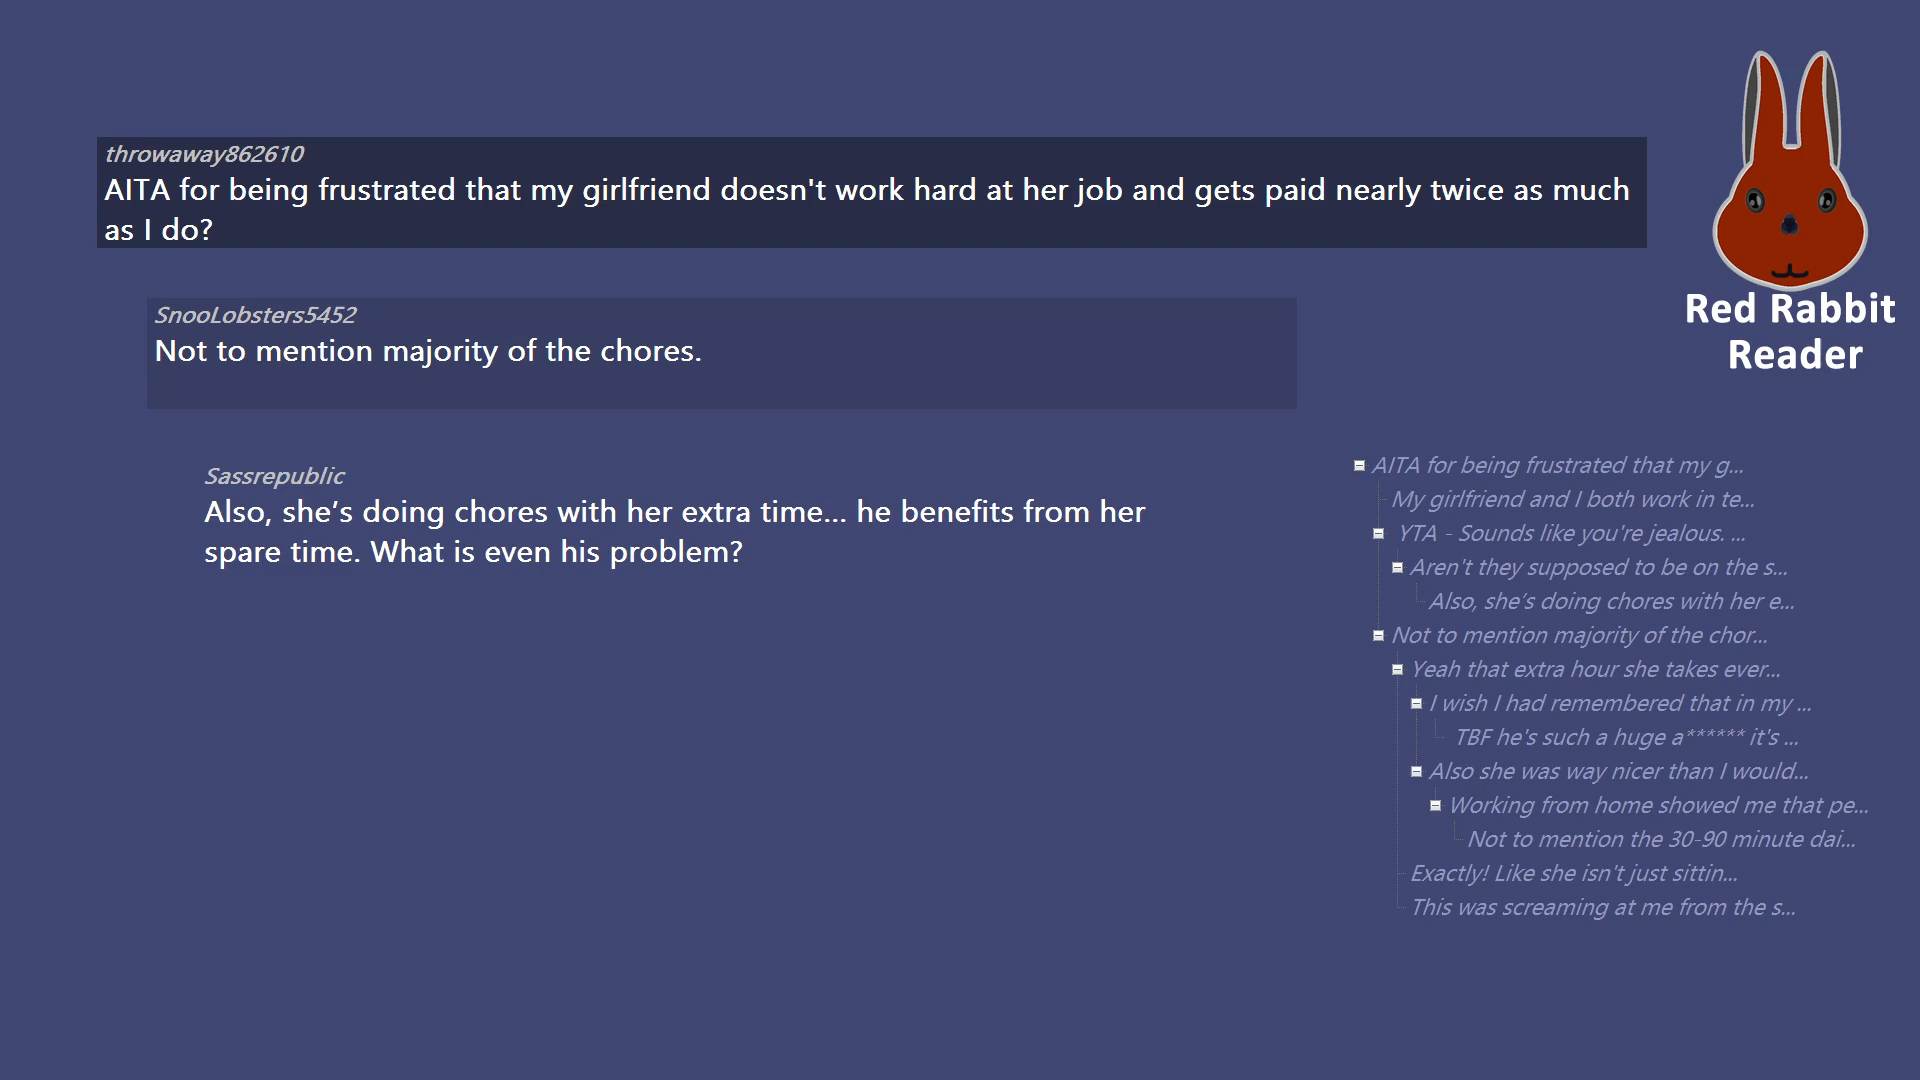 throwaway862610
AITA for being frustrated that my girlfriend doesn't work hard at her job and gets paid nearly twice as much
as I do?
SnooLobsters5452
Not to mention majority of the chores.
Sassrepublic
Also, she’s doing chores with her extra time... he benefits from her
spare time. What is even his problem?
Red Rabbit
Reader
AITA for being frustrated that my g...
My girlfriend and I both work in te...
YTA - Sounds like you're jealous. ...
Aren't they supposed to be on the s...
Also, she’s doing chores with her e...
Not to mention majority of the chor...
Yeah that extra hour she takes ever...
I wish I had remembered that in my ...
TBF he's such a huge a****** it's ...
Also she was way nicer than I would...
Working from home showed me that pe...
Not to mention the 30-90 minute dai...
Exactly! Like she isn't just sittin...
This was screaming at me from the s...